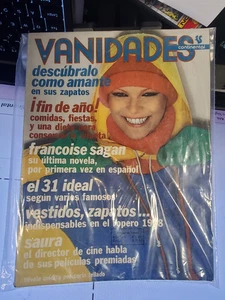 VANIDADES
continental
descúbralo
como amante
en sus zapatos
¡fin de año!
comidas, fiestas,
y una dieta para
francoise sagan
su última novela,
por primera vez en español
el 31 ideal
según varios famosos
vestidos, zapatos...
indispensables en el ropero 1978
saura
el director de cine habla
de sus películas premiadas